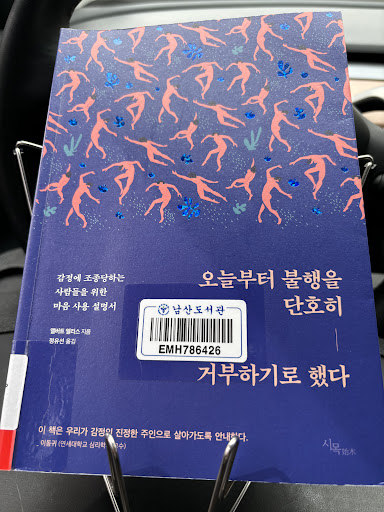 감정에 조종당하는
사람들을 위한
마음 사용 설명서
앨버트 엘리스 지음
정유선 옮김
오늘부터 불행을
단호히
거부하기로 했다
남산도서관
EMH786426
이 책은 우리가 감정의 진정한 주인으로 살아가도록 안내한다.
이동귀 (연세대학교 심리학
시목始木